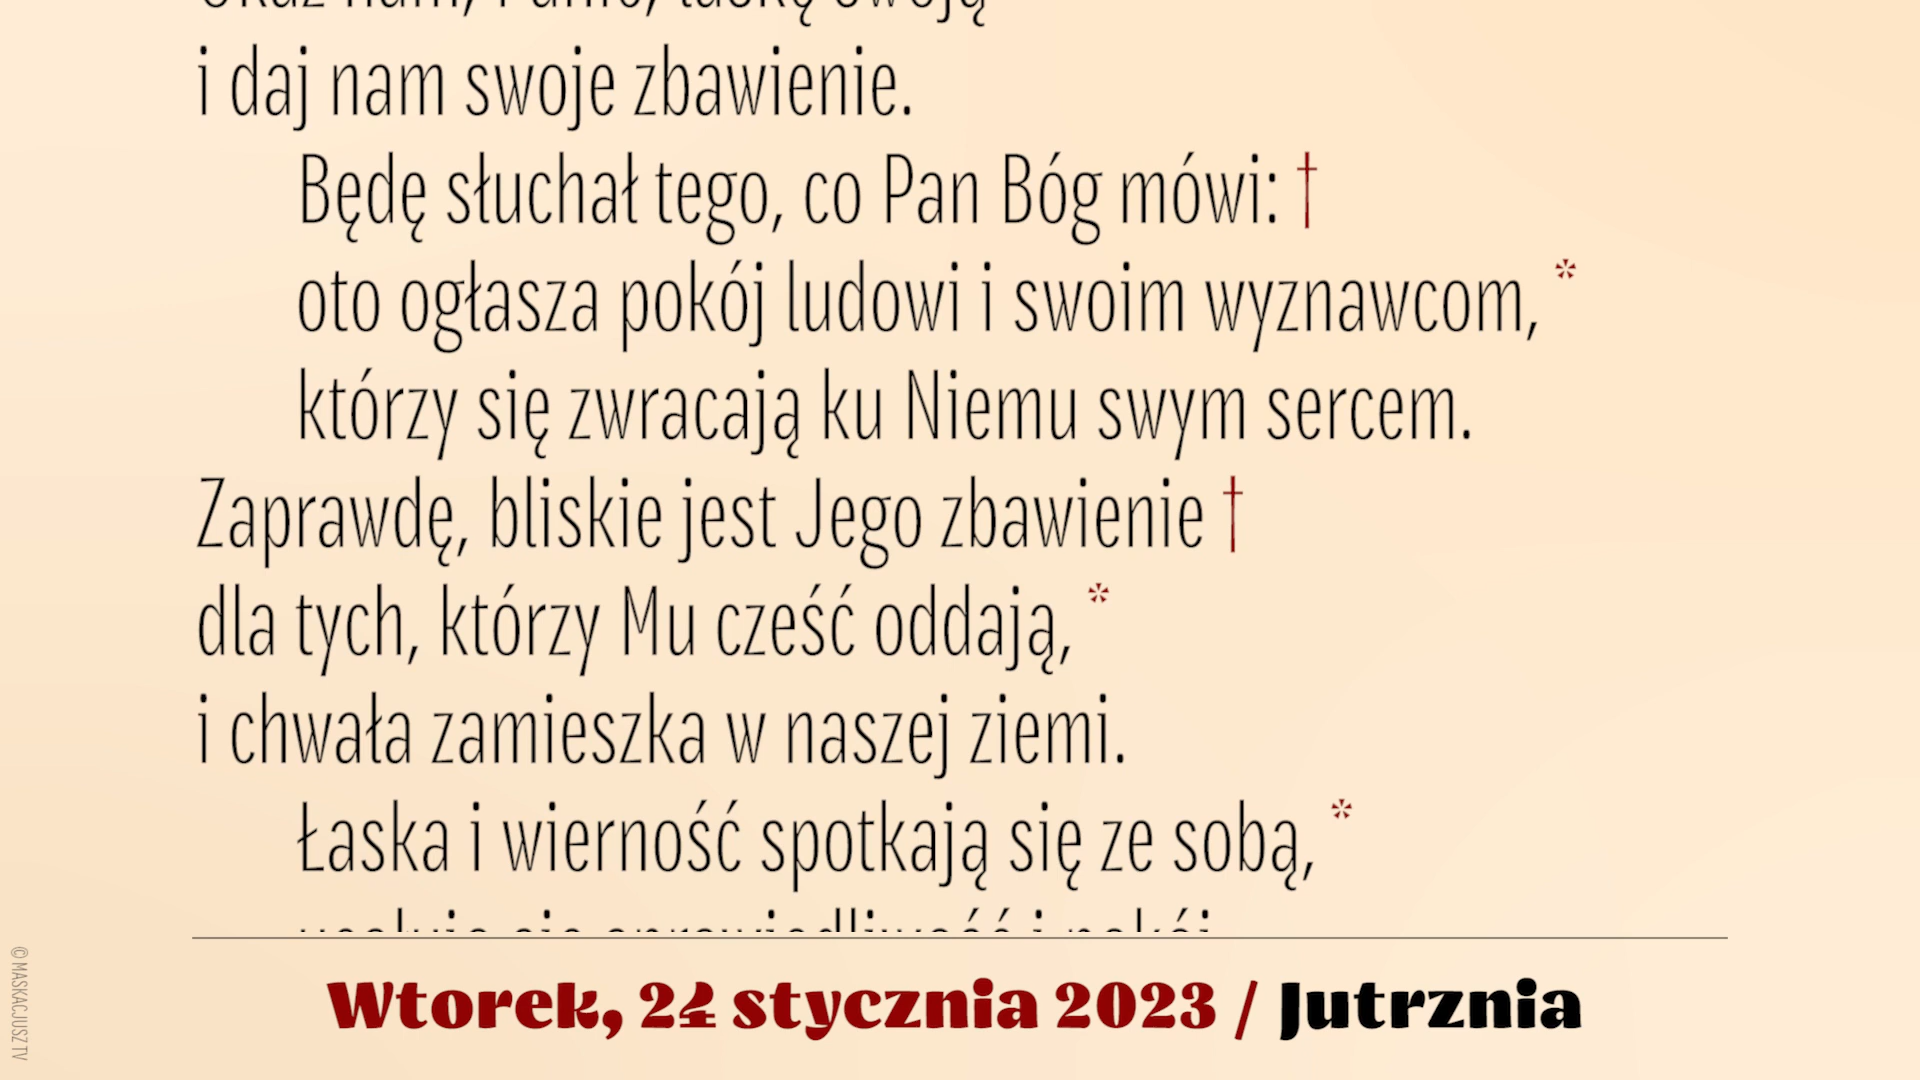 i daj nam swoje zbawienie.
Będę słuchał tego, co Pan Bóg mówi: †
oto ogłasza pokój ludowi i swoim wyznawcom, *
którzy się zwracają ku Niemu swym sercem.
Zaprawdę, bliskie jest Jego zbawienie †
dla tych, którzy Mu cześć oddają, *
i chwała zamieszka w naszej ziemi.
Łaska i wierność spotkają się ze sobą, *
Wtorek, 24 stycznia 2023 / Jutrznia
© MASKACJUSZ TV